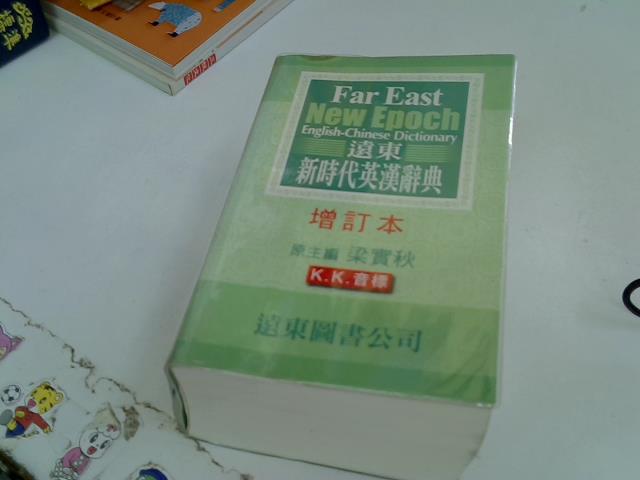 Far East
New Epoch
English-Chinese Dictionary
遠東
新時代英漢辭典
增訂本
原主編 梁實秋
K.K.音標
遠東圖書公司